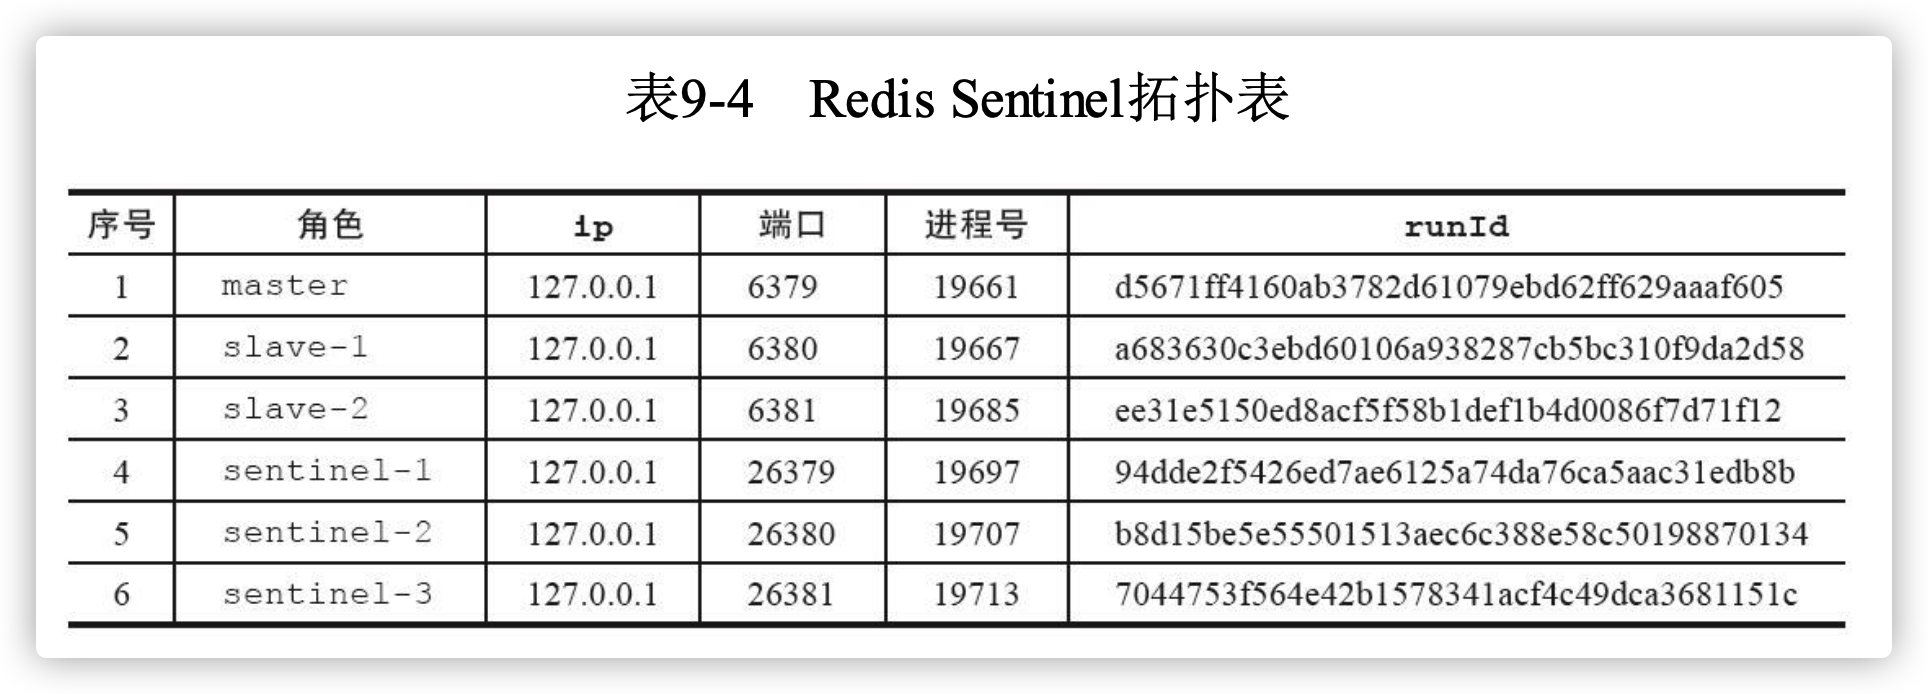 表9-4 Redis Sentinel拓扑表
序号 角色 ip 端口 进程号 runId
1 master 127.0.0.1 6379 19661 d5671ff4160ab3782d61079ebd62ff629aaaf605
2 slave-1 127.0.0.1 6380 19667 a683630c3ebd60106a938287cb5bc310f9da2d58
3 slave-2 127.0.0.1 6381 19685 ee31e5150ed8acf5f58b1def1b4d0086f7d71f12
4 sentinel-1 127.0.0.1 26379 19697 94dde2f5426ed7ae6125a74da76ca5aac31edb8b
5 sentinel-2 127.0.0.1 26380 19707 b8d15be5e55501513aec6c388e58c50198870134
6 sentinel-3 127.0.0.1 26381 19713 7044753f564e42b1578341acf4c49dca3681151c